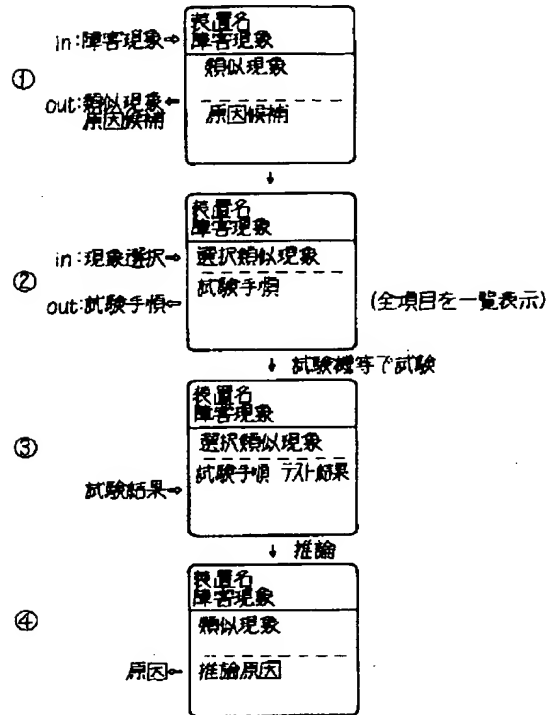 装置名
in:障害現象⇒ 障害現象
類似現象
①
out:類似現象⇐
原因候補
原因候補
↓
装置名
障害現象
in:現象選択⇒ 選択類似現象
②
試験手順
out:試験手順⇐
(全項目を一覧表示)
↓ 試験機等で試験
装置名
障害現象
③
選択類似現象
試験手順 テスト結果
試験結果⇒
↓ 推論
装置名
障害現象
④
類似現象
原因⇐ 推論原因